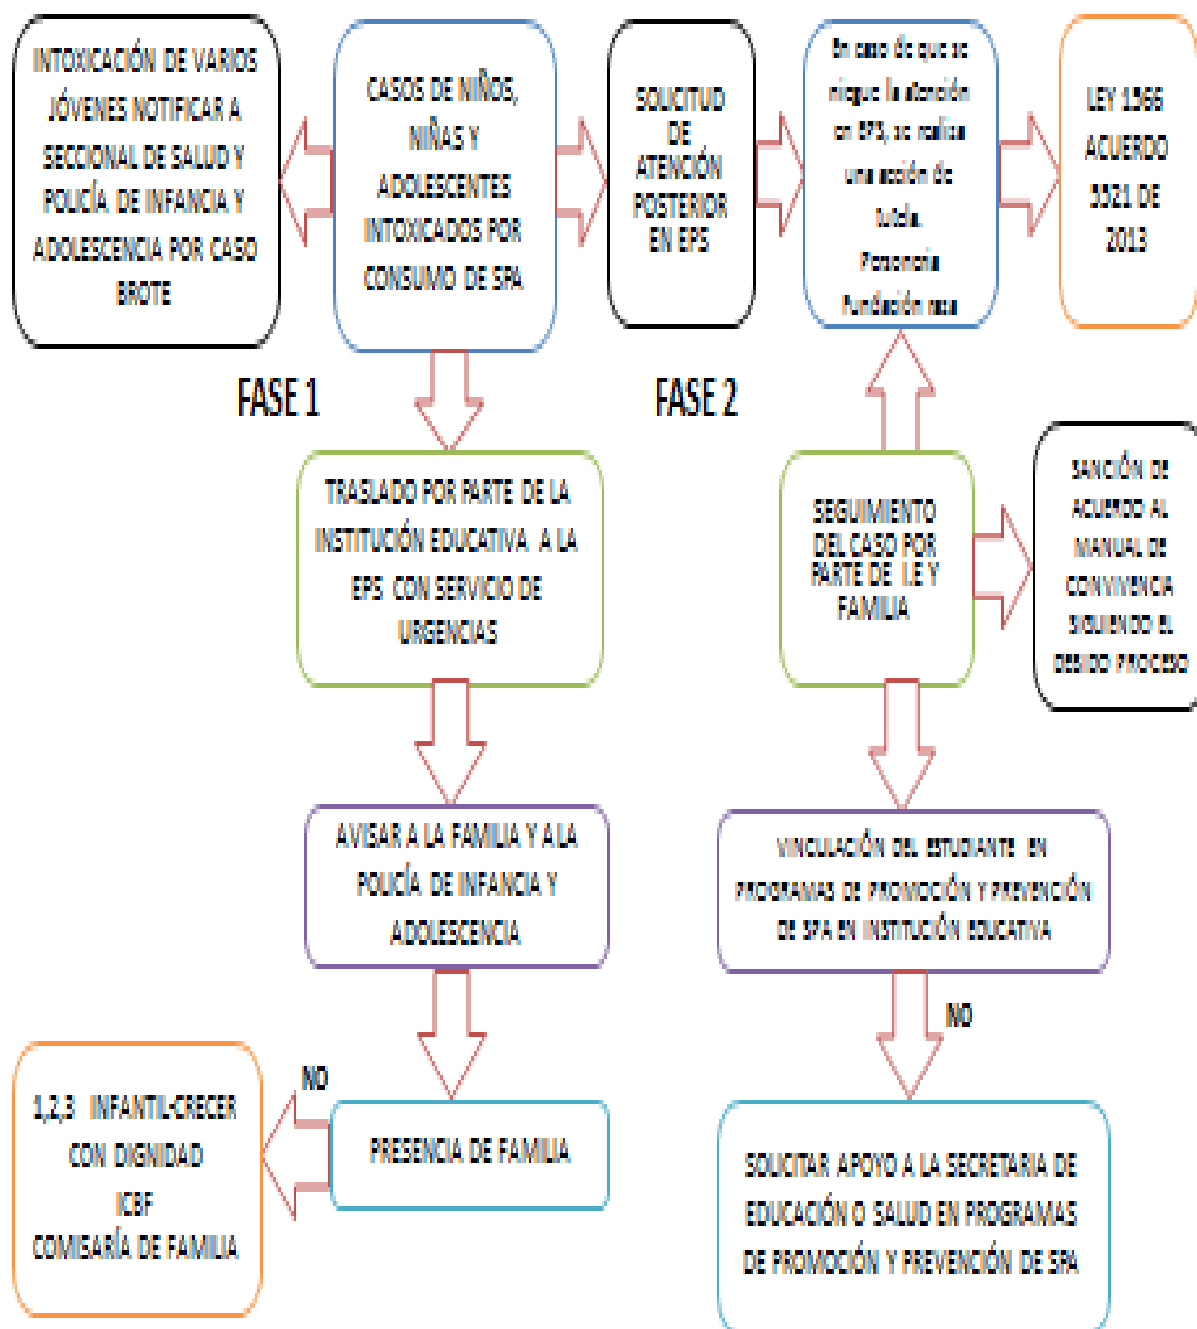 INTOXICACIÓN DE VARIOS
JÓVENES NOTIFICAR A
SECCIONAL DE SALUD Y
POLICÍA DE INFANCIA Y
ADOLESCENCIA POR CASO
BROTE
CASOS DE NIÑOS,
NIÑAS Y
ADOLESCENTES
INTOXICADOS POR
CONSUMO DE SPA
SOLICITUD
DE
ATENCIÓN
POSTERIOR
EN EPS
En caso de que se
niegue la atención
en EPS, se realiza
una acción de
tutela.
Personería
Fundación
LEY 1566
ACUERDO
5521 DE
2013
FASE 1
FASE 2
TRASLADO POR PARTE DE LA
INSTITUCIÓN EDUCATIVA A LA
EPS CON SERVICIO DE
URGENCIAS
SEGUIMIENTO
DEL CASO POR
PARTE DE I.E Y
FAMILIA
SANCIÓN DE
ACUERDO AL
MANUAL DE
CONVIVENCIA
SIGUIENDO EL
DEBIDO PROCESO
AVISAR A LA FAMILIA Y A LA
POLICÍA DE INFANCIA Y
ADOLESCENCIA
VINCULACIÓN DEL ESTUDIANTE EN
PROGRAMAS DE PROMOCIÓN Y PREVENCIÓN
DE SPA EN INSTITUCIÓN EDUCATIVA
NO
NO
1,2,3 INFANTIL-CRECER
CON DIGNIDAD
ICBF
COMISARÍA DE FAMILIA
PRESENCIA DE FAMILIA
SOLICITAR APOYO A LA SECRETARIA DE
EDUCACIÓN O SALUD EN PROGRAMAS
DE PROMOCIÓN Y PREVENCIÓN DE SPA